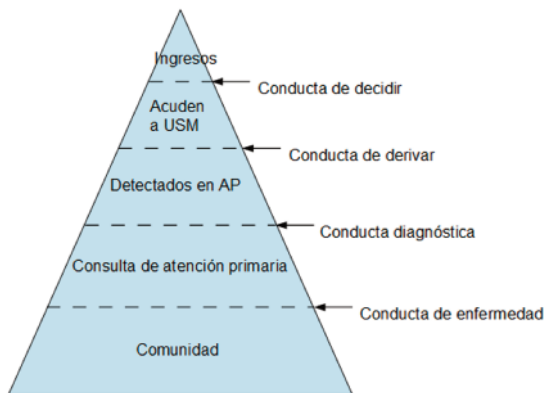 Ingresos
Conducta de decidir
Acuden
a USM
Conducta de derivar
Detectados en AP
Conducta diagnóstica
Consulta de atención primaria
Conducta de enfermedad
Comunidad